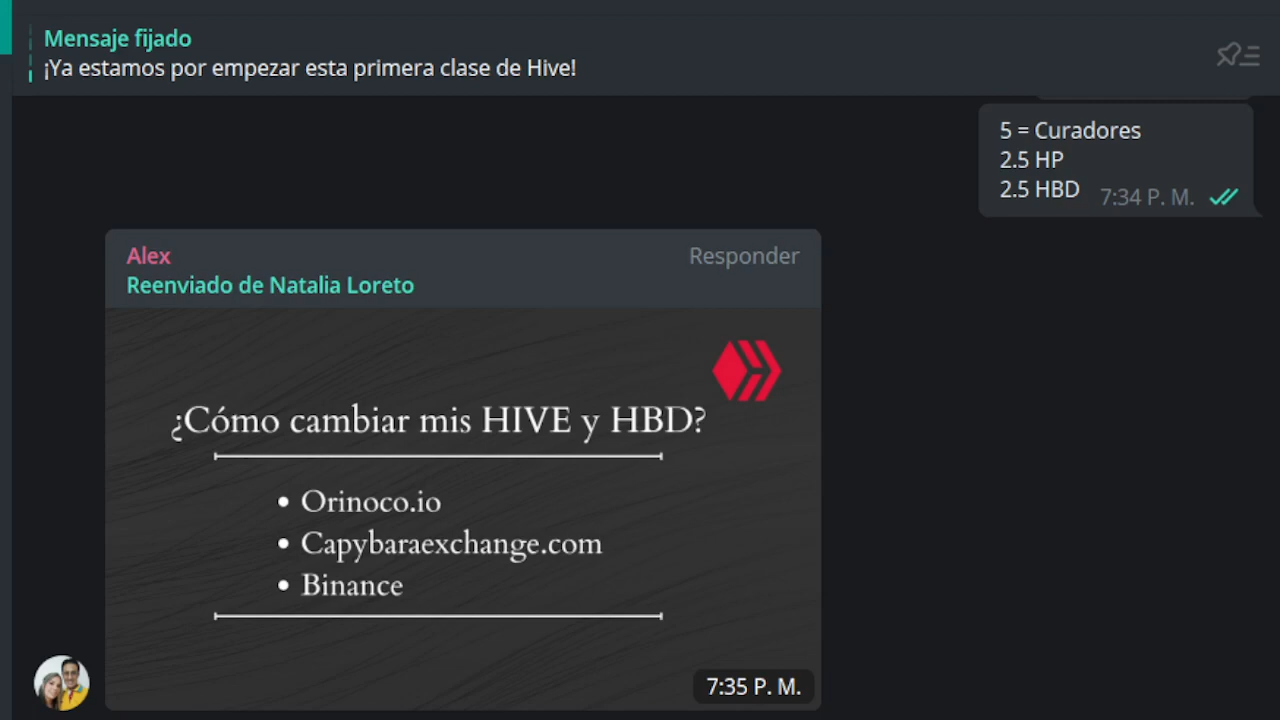 Mensaje fijado
¡Ya estamos por empezar esta primera clase de Hive!
5 = Curadores
2.5 HP
2.5 HBD 7:34 P. M.
Alex Responder
Reenviado de Natalia Loreto
¿Cómo cambiar mis HIVE y HBD?
• Orinoco.io
• Capybaraexchange.com
• Binance
7:35 P. M.